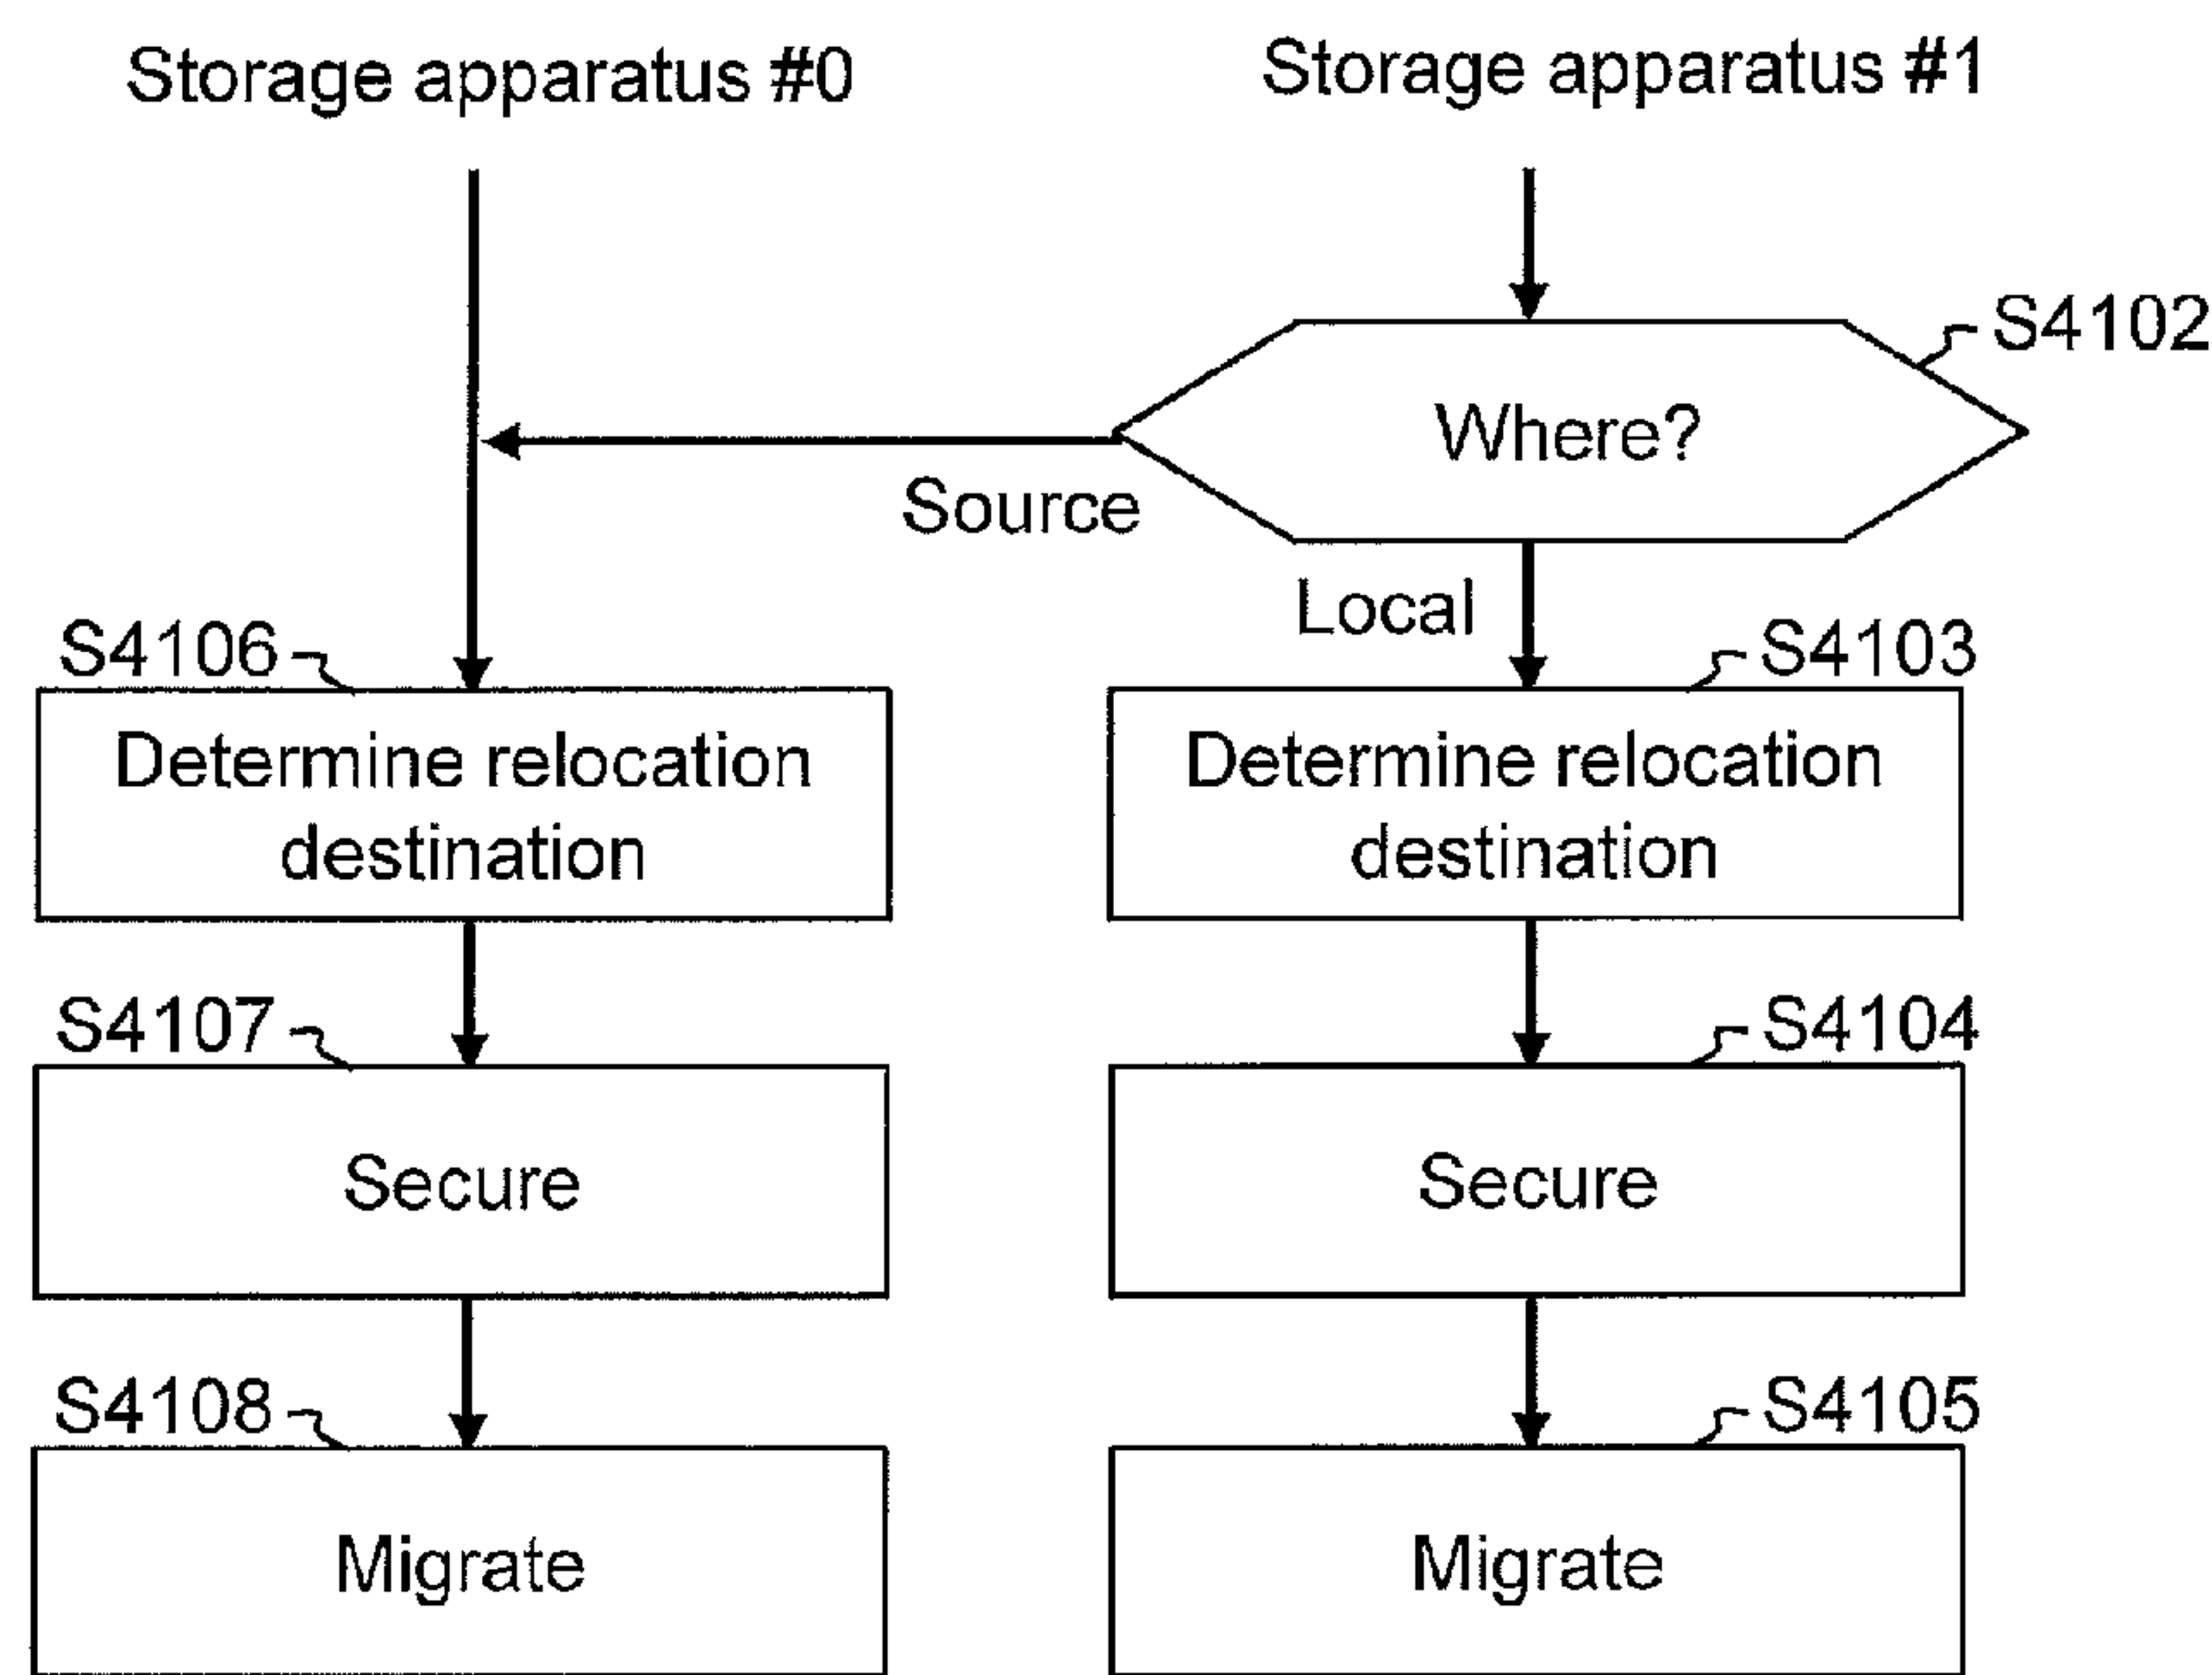 Storage apparatus #0
Storage apparatus #1
S4102
Where?
Source
Local
S4106
S4103
Determine relocation
destination
Determine relocation
destination
S4107
S4104
Secure
Secure
S4108
S4105
Migrate
Migrate